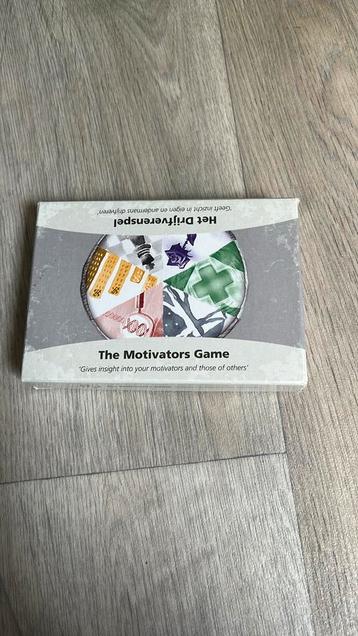 'Geeft inzicht in eigen en andermans drijfveren'
Het Drijfverenspel
The Motivators Game
'Gives insight into your motivators and those of others'